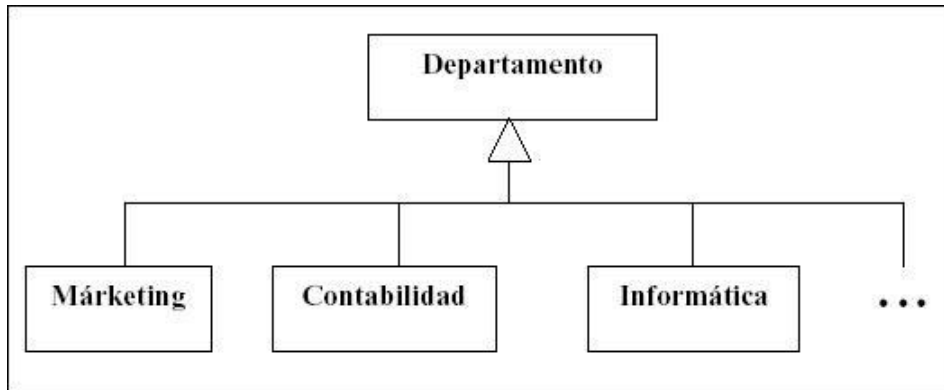 Departamento
Márketing
Contabilidad
Informática
...